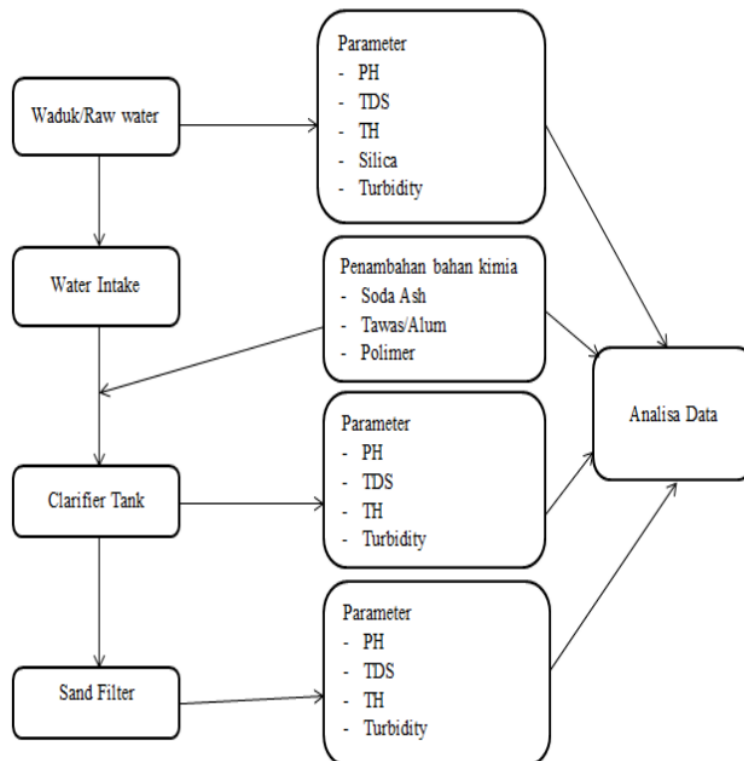 Waduk/Raw water
Parameter
- PH
- TDS
- TH
- Silica
- Turbidity
Water Intake
Penambahan bahan kimia
- Soda Ash
- Tawas/Alum
- Polimer
Analisa Data
Clarifier Tank
Parameter
- PH
- TDS
- TH
- Turbidity
Sand Filter
Parameter
- PH
- TDS
- TH
- Turbidity